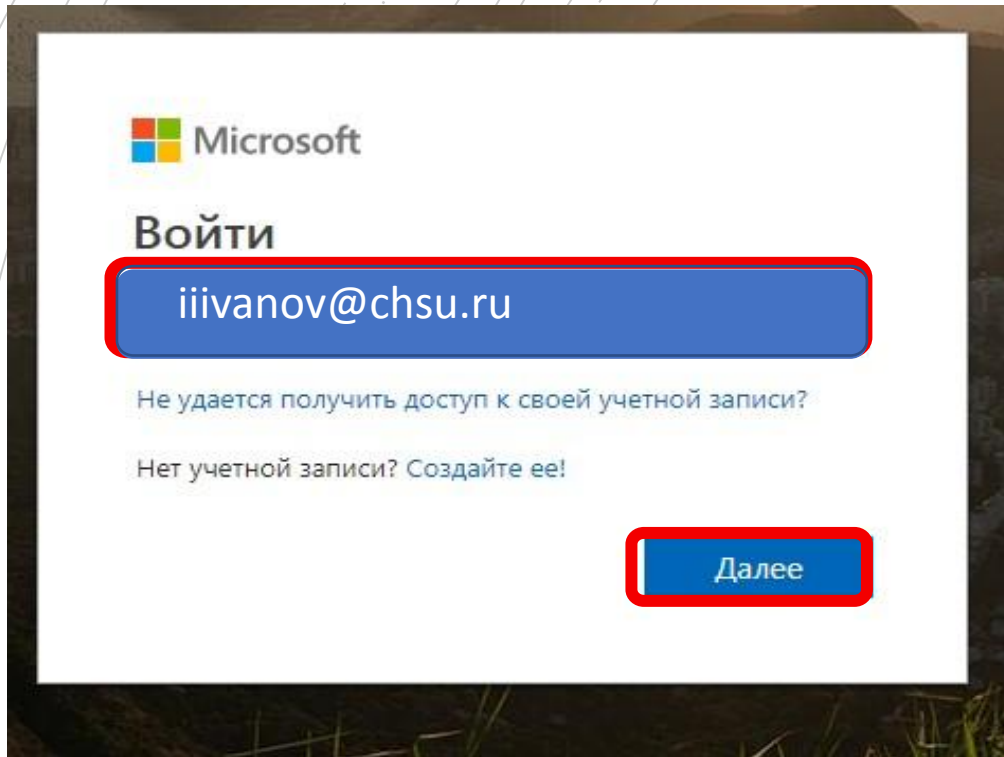 Microsoft
Войти
iiivanov@chsu.ru
Не удается получить доступ к своей учетной записи?
Нет учетной записи? Создайте ее!
Далее